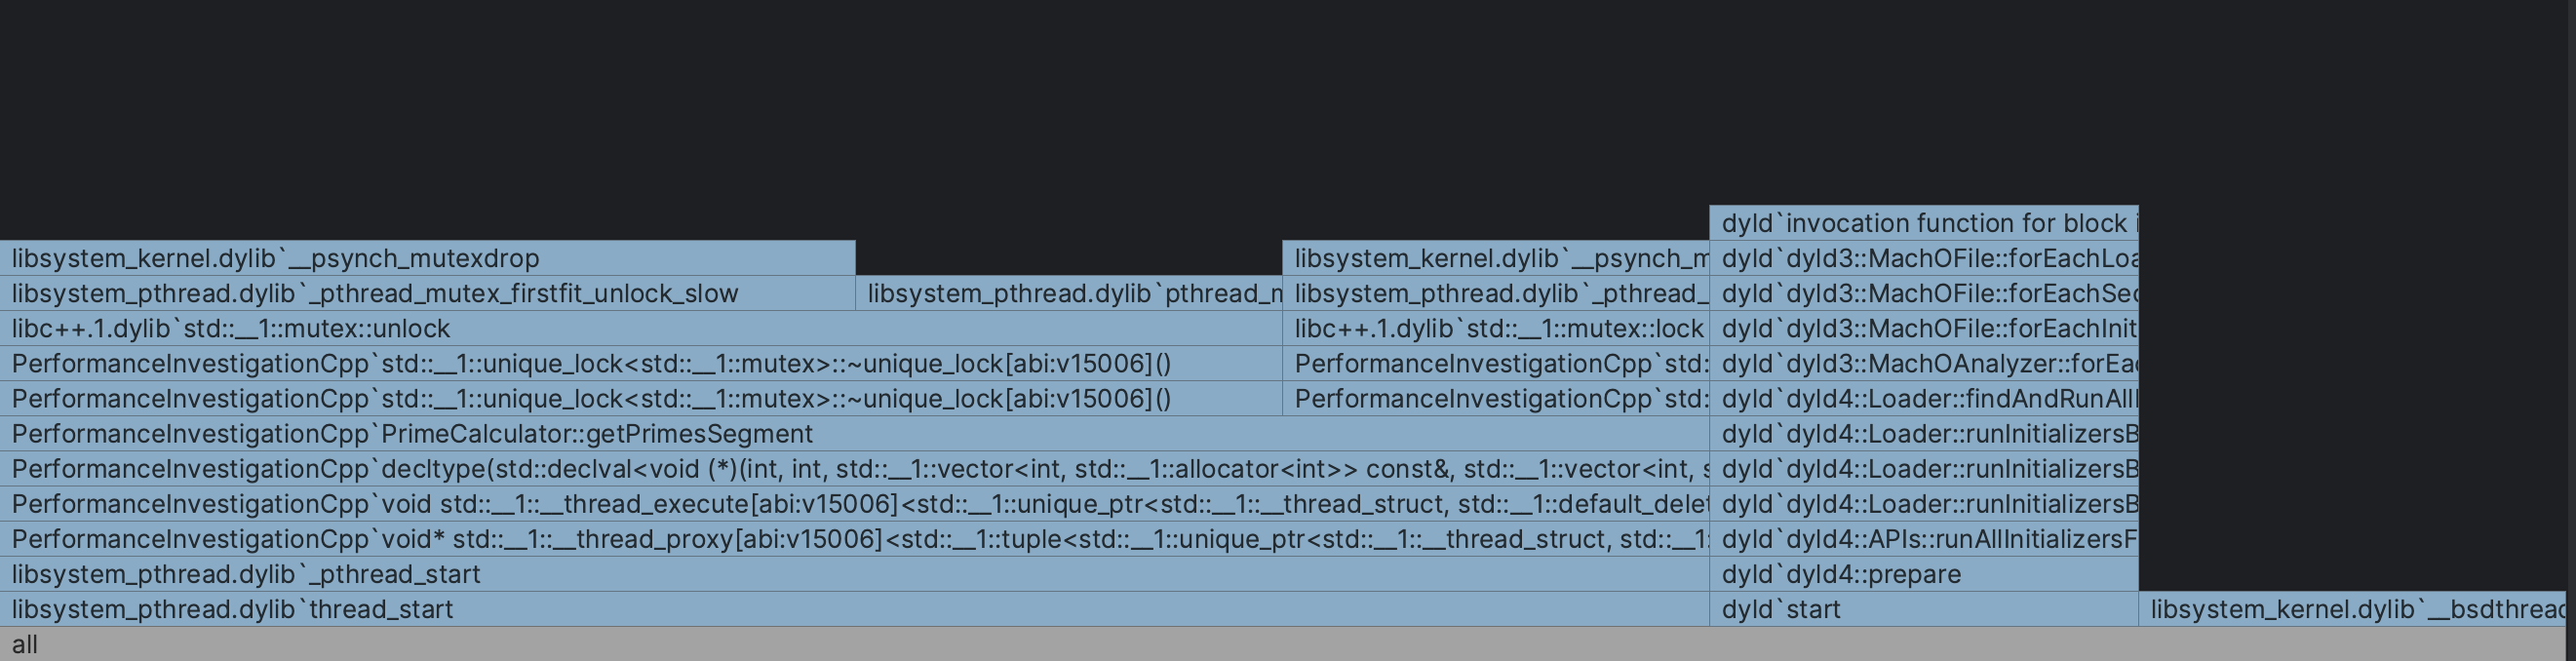 dyld`invocation function for block i
libsystem_kernel.dylib`__psynch_mutexdrop libsystem_kernel.dylib`__psynch_m dyld`dyld3::MachOFile::forEachLoa
libsystem_pthread.dylib`_pthread_mutex_firstfit_unlock_slow libsystem_pthread.dylib`pthread_m libsystem_pthread.dylib`_pthread_ dyld`dyld3::MachOFile::forEachSec
libc++.1.dylib`std::__1::mutex::unlock libc++.1.dylib`std::__1::mutex::lock dyld`dyld3::MachOFile::forEachInit
PerformanceInvestigationCpp`std::__1::unique_lock<std::__1::mutex>::~unique_lock[abi:v15006]() PerformanceInvestigationCpp`std: dyld`dyld3::MachOAnalyzer::forEac
PerformanceInvestigationCpp`std::__1::unique_lock<std::__1::mutex>::~unique_lock[abi:v15006]() PerformanceInvestigationCpp`std: dyld`dyld4::Loader::findAndRunAllI
PerformanceInvestigationCpp`PrimeCalculator::getPrimesSegment dyld`dyld4::Loader::runInitializersB
PerformanceInvestigationCpp`decltype(std::declval<void (*)(int, int, std::__1::vector<int, std::__1::allocator<int>> const&, std::__1::vector<int, s dyld`dyld4::Loader::runInitializersB
PerformanceInvestigationCpp`void std::__1::__thread_execute[abi:v15006]<std::__1::unique_ptr<std::__1::__thread_struct, std::__1::default_delet dyld`dyld4::Loader::runInitializersB
PerformanceInvestigationCpp`void* std::__1::__thread_proxy[abi:v15006]<std::__1::tuple<std::__1::unique_ptr<std::__1::__thread_struct, std::__1: dyld`dyld4::APIs::runAllInitializersF
libsystem_pthread.dylib`_pthread_start dyld`dyld4::prepare
libsystem_pthread.dylib`thread_start dyld`start libsystem_kernel.dylib`__bsdthread
all